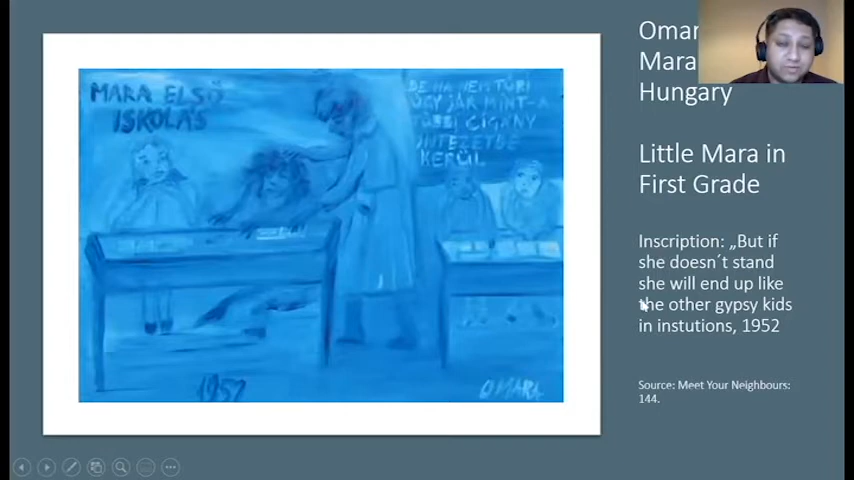 MARA ELSŐ
ISKOLÁS
DE HA NEM TŰRI
ÚGY JÁR MINT-A
TÖBBI CIGÁNY
INTÉZETBE
KERÜL
1952
OMARA
Omar
Mara
Hungary
Little Mara in
First Grade
Inscription: „But if
she doesn´t stand
she will end up like
the other gypsy kids
in instutions, 1952
Source: Meet Your Neighbours:
144.